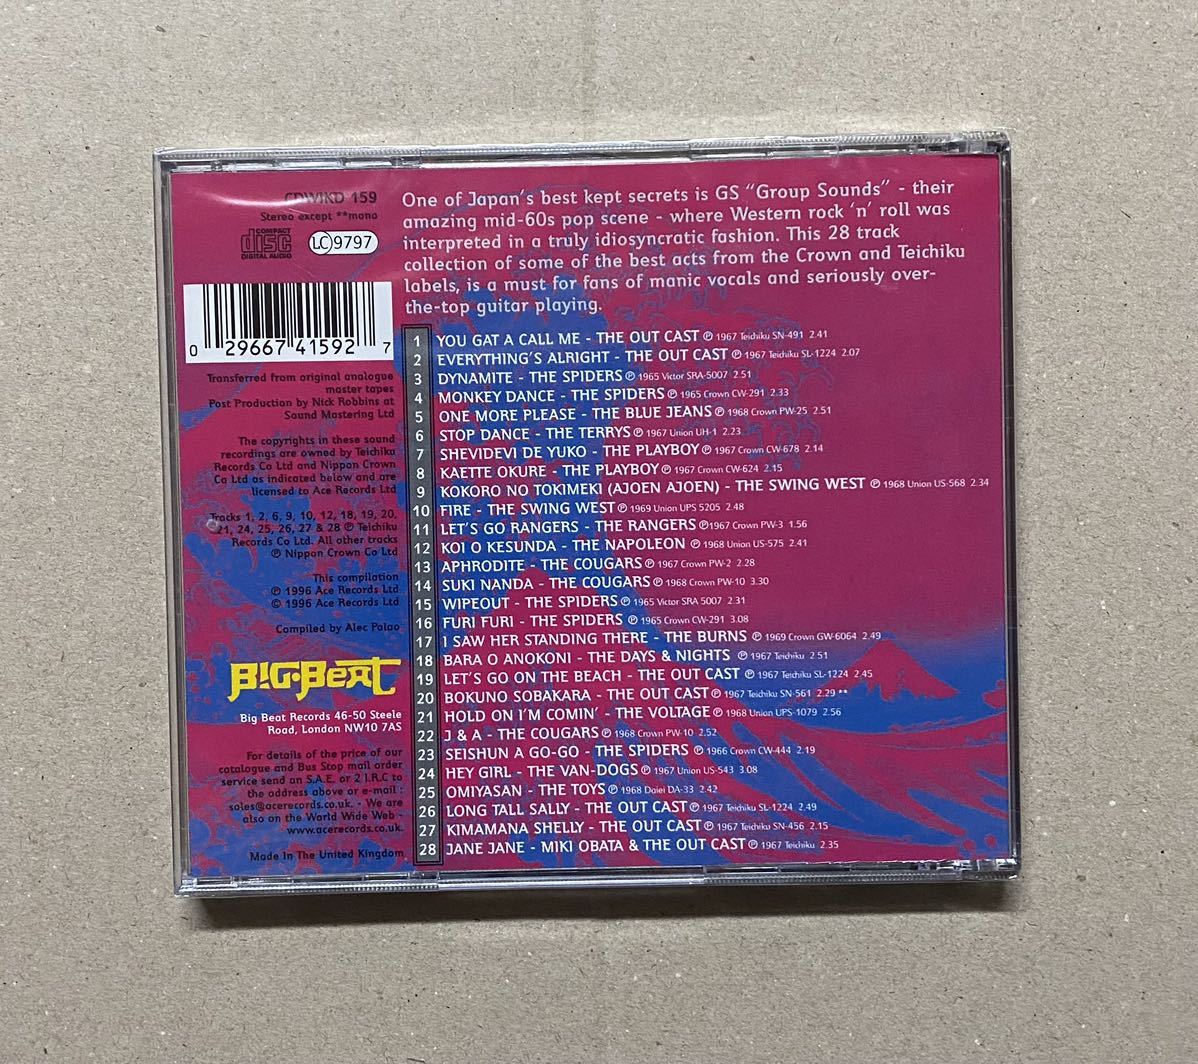 CDWIKD 159
Stereo except **mono
COMPACT
disc
DIGITAL AUDIO
LC 9797
0 29667 41592 7
Transferred from original analogue
master tapes
Post Production by Nick Robbins at
Sound Mastering Ltd
The copyrights in these sound
recordings are owned by Teichiku
Records Co Ltd and Nippon Crown
Co Ltd as indicated below and are
licensed to Ace Records Ltd
Tracks 1, 2, 6, 9, 10, 12, 18, 19, 20,
21, 24, 25, 26, 27 & 28 ℗ Teichiku
Records Co Ltd. All other tracks
℗ Nippon Crown Co Ltd
This compilation
℗ 1996 Ace Records Ltd
© 1996 Ace Records Ltd
Compiled by Alec Palao
BIG•BEAT
Big Beat Records 46-50 Steele
Road, London NW10 7AS
For details of the price of our
catalogue and Bus Stop mail order
service send an S.A.E. or 2 I.R.C to
the address above or e-mail :
sales@acerecords.co.uk. - We are
also on the World Wide Web -
www.acerecords.co.uk.
Made In The United Kingdom
One of Japan's best kept secrets is GS "Group Sounds" - their
amazing mid-60s pop scene - where Western rock 'n' roll was
interpreted in a truly idiosyncratic fashion. This 28 track
collection of some of the best acts from the Crown and Teichiku
labels, is a must for fans of manic vocals and seriously over-
the-top guitar playing.
1 YOU GAT A CALL ME - THE OUT CAST ℗ 1967 Teichiku SN-491 2.41
2 EVERYTHING'S ALRIGHT - THE OUT CAST ℗ 1967 Teichiku SL-1224 2.07
3 DYNAMITE - THE SPIDERS ℗ 1965 Victor SRA-5007 2.51
4 MONKEY DANCE - THE SPIDERS ℗ 1965 Crown CW-291 2.33
5 ONE MORE PLEASE - THE BLUE JEANS ℗ 1968 Crown PW-25 2.51
6 STOP DANCE - THE TERRYS ℗ 1967 Union UH-1 2.23
7 SHEVIDEVI DE YUKO - THE PLAYBOY ℗ 1967 Crown CW-678 2.14
8 KAETTE OKURE - THE PLAYBOY ℗ 1967 Crown CW-624 2.15
9 KOKORO NO TOKIMEKI (AJOEN AJOEN) - THE SWING WEST ℗ 1968 Union US-568 2.34
10 FIRE - THE SWING WEST ℗ 1969 Union UPS 5205 2.48
11 LET'S GO RANGERS - THE RANGERS ℗1967 Crown PW-3 1.56
12 KOI O KESUNDA - THE NAPOLEON ℗ 1968 Union US-575 2.41
13 APHRODITE - THE COUGARS ℗ 1967 Crown PW-2 2.28
14 SUKI NANDA - THE COUGARS ℗ 1968 Crown PW-10 3.30
15 WIPEOUT - THE SPIDERS ℗ 1965 Victor SRA 5007 2.31
16 FURI FURI - THE SPIDERS ℗ 1965 Crown CW-291 3.08
17 I SAW HER STANDING THERE - THE BURNS ℗ 1969 Crown GW-6064 2.49
18 BARA O ANOKONI - THE DAYS & NIGHTS ℗ 1967 Teichiku 2.51
19 LET'S GO ON THE BEACH - THE OUT CAST ℗ 1967 Teichiku SL-1224 2.45
20 BOKUNO SOBAKARA - THE OUT CAST ℗ 1967 Teichiku SN-561 2.29 **
21 HOLD ON I'M COMIN' - THE VOLTAGE ℗ 1968 Union UPS-1079 2.56
22 J & A - THE COUGARS ℗ 1968 Crown PW-10 2.52
23 SEISHUN A GO-GO - THE SPIDERS ℗ 1966 Crown CW-444 2.19
24 HEY GIRL - THE VAN-DOGS ℗ 1967 Union US-543 3.08
25 OMIYASAN - THE TOYS ℗ 1968 Daiei DA-33 2.42
26 LONG TALL SALLY - THE OUT CAST ℗ 1967 Teichiku SL-1224 2.49
27 KIMAMANA SHELLY - THE OUT CAST ℗ 1967 Teichiku SN-456 2.15
28 JANE JANE - MIKI OBATA & THE OUT CAST ℗ 1967 Teichiku 2.35